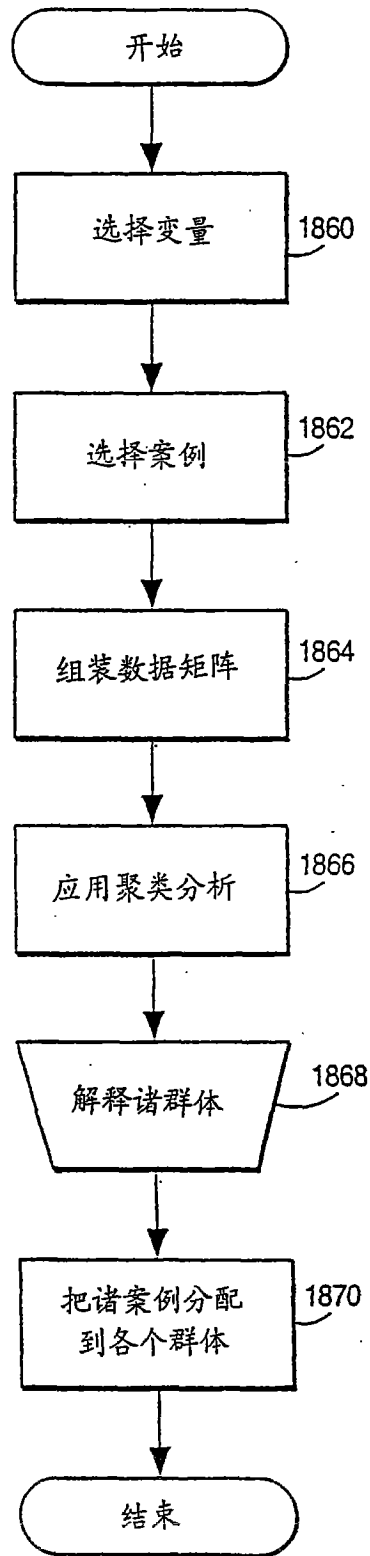 开始
选择变量
1860
选择案例
1862
组装数据矩阵
1864
应用聚类分析
1866
解释诸群体
1868
把诸案例分配
到各个群体
1870
结束